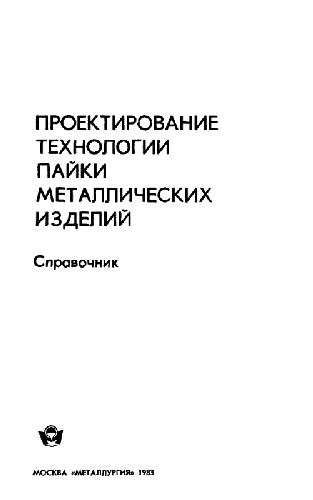 ПРОЕКТИРОВАНИЕ
ТЕХНОЛОГИИ
ПАЙКИ
МЕТАЛЛИЧЕСКИХ
ИЗДЕЛИЙ
Справочник
МОСКВА «МЕТАЛЛУРГИЯ» 1983